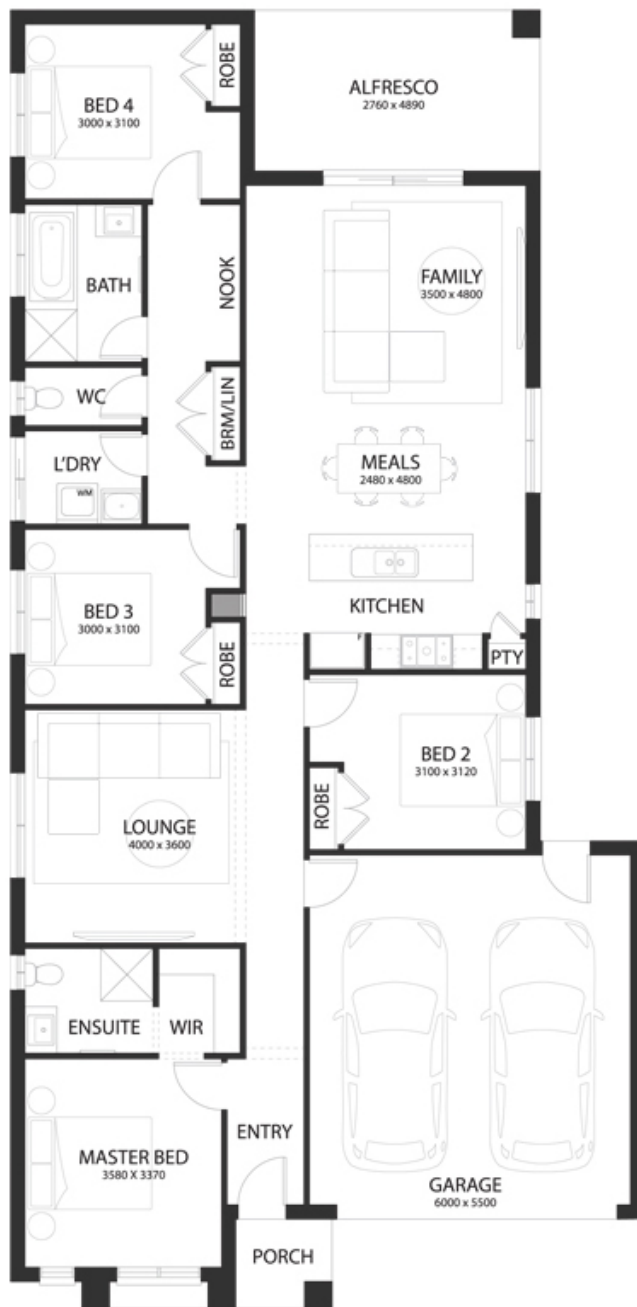 ROBE
BED 4
3000 x 3100
ALFRESCO
2760 x 4890
BATH
NOOK
FAMILY
3500 x 4800
WC
BRM/LIN
L'DRY
WM
MEALS
2480 x 4800
KITCHEN
BED 3
3000 x 3100
ROBE
F
PTY
BED 2
3100 x 3120
ROBE
LOUNGE
4000 x 3600
ENSUITE
WIR
MASTER BED
3580 X 3370
ENTRY
GARAGE
6000 x 5500
PORCH